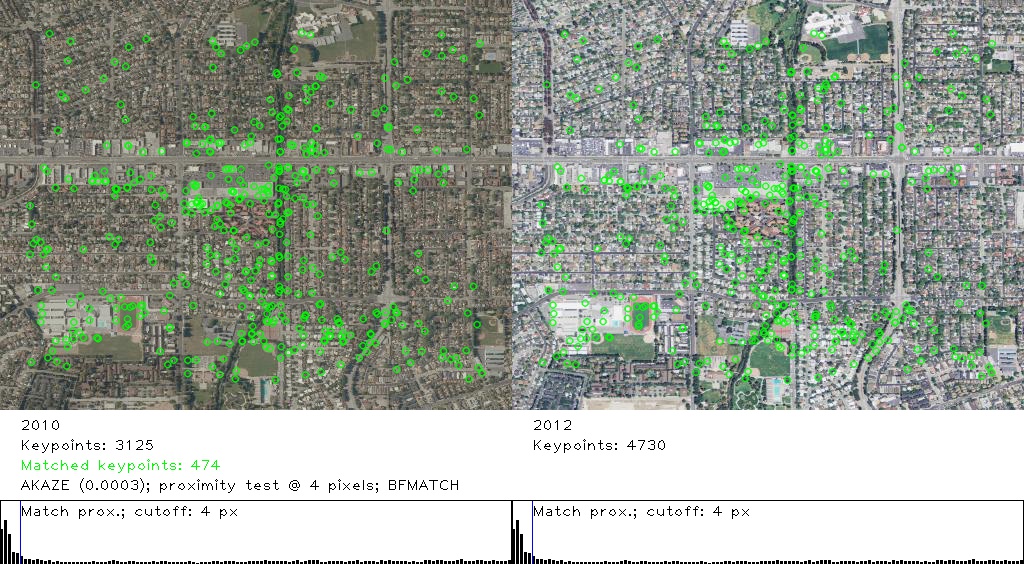 2010
Keypoints: 3125
Matched keypoints: 474
AKAZE (0.0003); proximity test @ 4 pixels; BFMATCH
Match prox.; cutoff: 4 px
2012
Keypoints: 4730
Match prox.; cutoff: 4 px